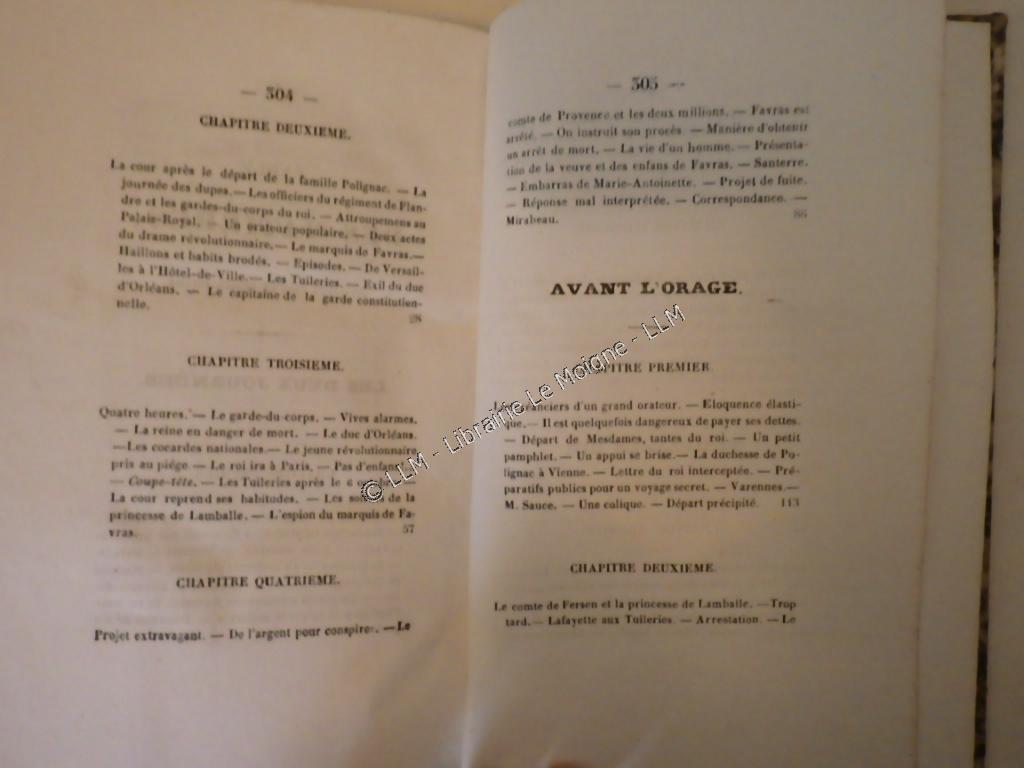 — 304 —
CHAPITRE DEUXIEME.
La cour après le départ de la famille Polignac. — La
journée des dupes. — Les officiers du régiment de Flan-
dre et les gardes-du-corps du roi. — Attroupemens au
Palais-Royal. — Un orateur populaire. — Deux actes
du drame révolutionnaire. — Le marquis de Favras. —
Haillons et habits brodés. — Episodes. — De Versail-
les à l'Hôtel-de-Ville. — Les Tuileries. — Exil du duc
d'Orléans. — Le capitaine de la garde constitution-
nelle. 28
CHAPITRE TROISIEME.
Quatre heures. — Le garde-du-corps. — Vives alarmes.
— La reine en danger de mort. — Le duc d'Orléans.
— Les cocardes nationales. — Le jeune révolutionnaire
pris au piége — Le roi ira à Paris. — Pas
— Coupe-tête. — Les Tuileries après le 6
La cour reprend ses habitudes. — Les de la
princesse de Lamballe. — L'espion du marquis de Fa-
vras. 57
CHAPITRE QUATRIEME.
Projet extravagant. — De l'argent pour conspirer. — Le
— 305 —
comte de Provence et les deux millions. — Favras est
arrêté. — On instruit son procès. — Manière d'obtenir
un arrêt de mort. — La vie d'un homme. — Présenta-
tion de la veuve et des enfans de Favras. — Santerre.
— Embarras de Marie-Antoinette. — Projet de fuite.
— Réponse mal interprétée. — Correspondance. —
Mirabeau. 86
AVANT L'ORAGE.
CHAPITRE PREMIER.
Les créanciers d'un grand orateur. — Eloquence élasti-
que. — Il est quelquefois dangereux de payer ses dettes.
— Départ de Mesdames, tantes du roi. — Un petit
pamphlet. — Un appui se brise. — La duchesse de Po-
lignac à Vienne. — Lettre du roi interceptée. — Pré-
paratifs publics pour un voyage secret. — Varennes. —
M. Sauce. — Une colique. — Départ précipité. 113
CHAPITRE DEUXIEME.
Le comte de Fersen et la princesse de Lamballe. — Trop
tard. — Lafayette aux Tuileries. — Arrestation. — Le
© LLM - Librairie Le Moigne - LLM